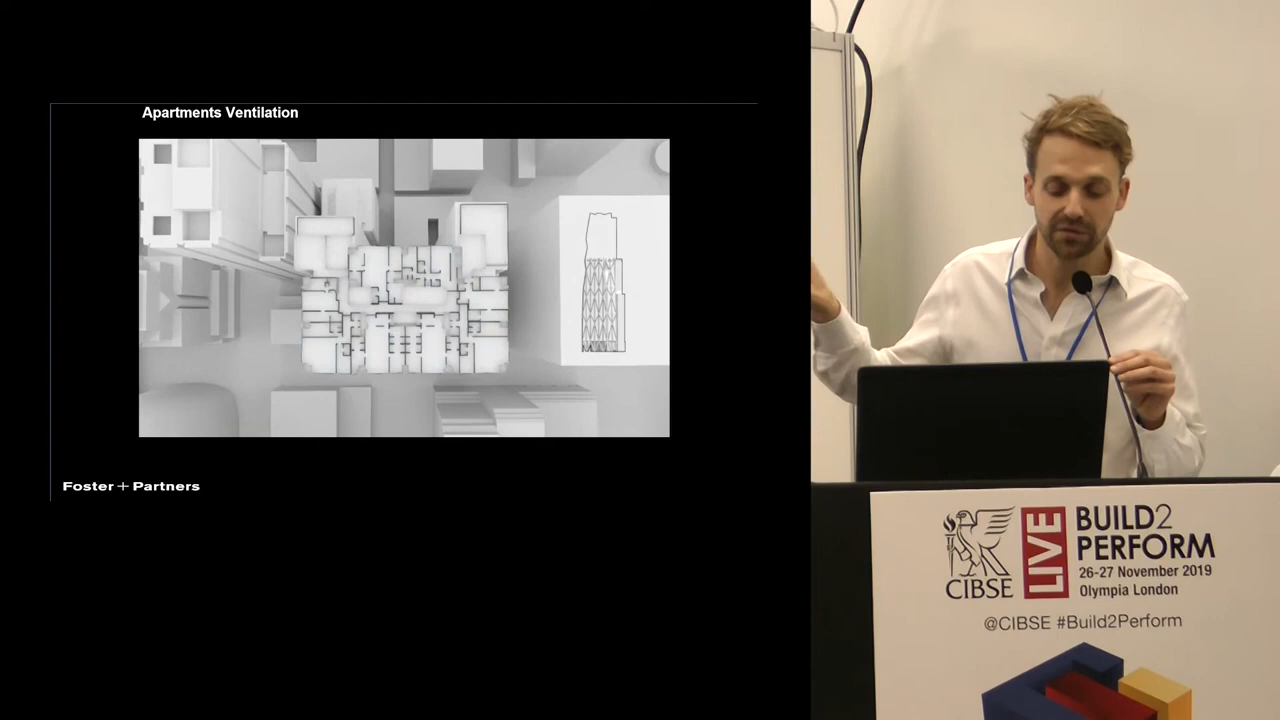 Apartments Ventilation
Foster + Partners
CIBSE
LIVE
BUILD2
PERFORM
26-27 November 2019
Olympia London
@CIBSE #Build2Perform